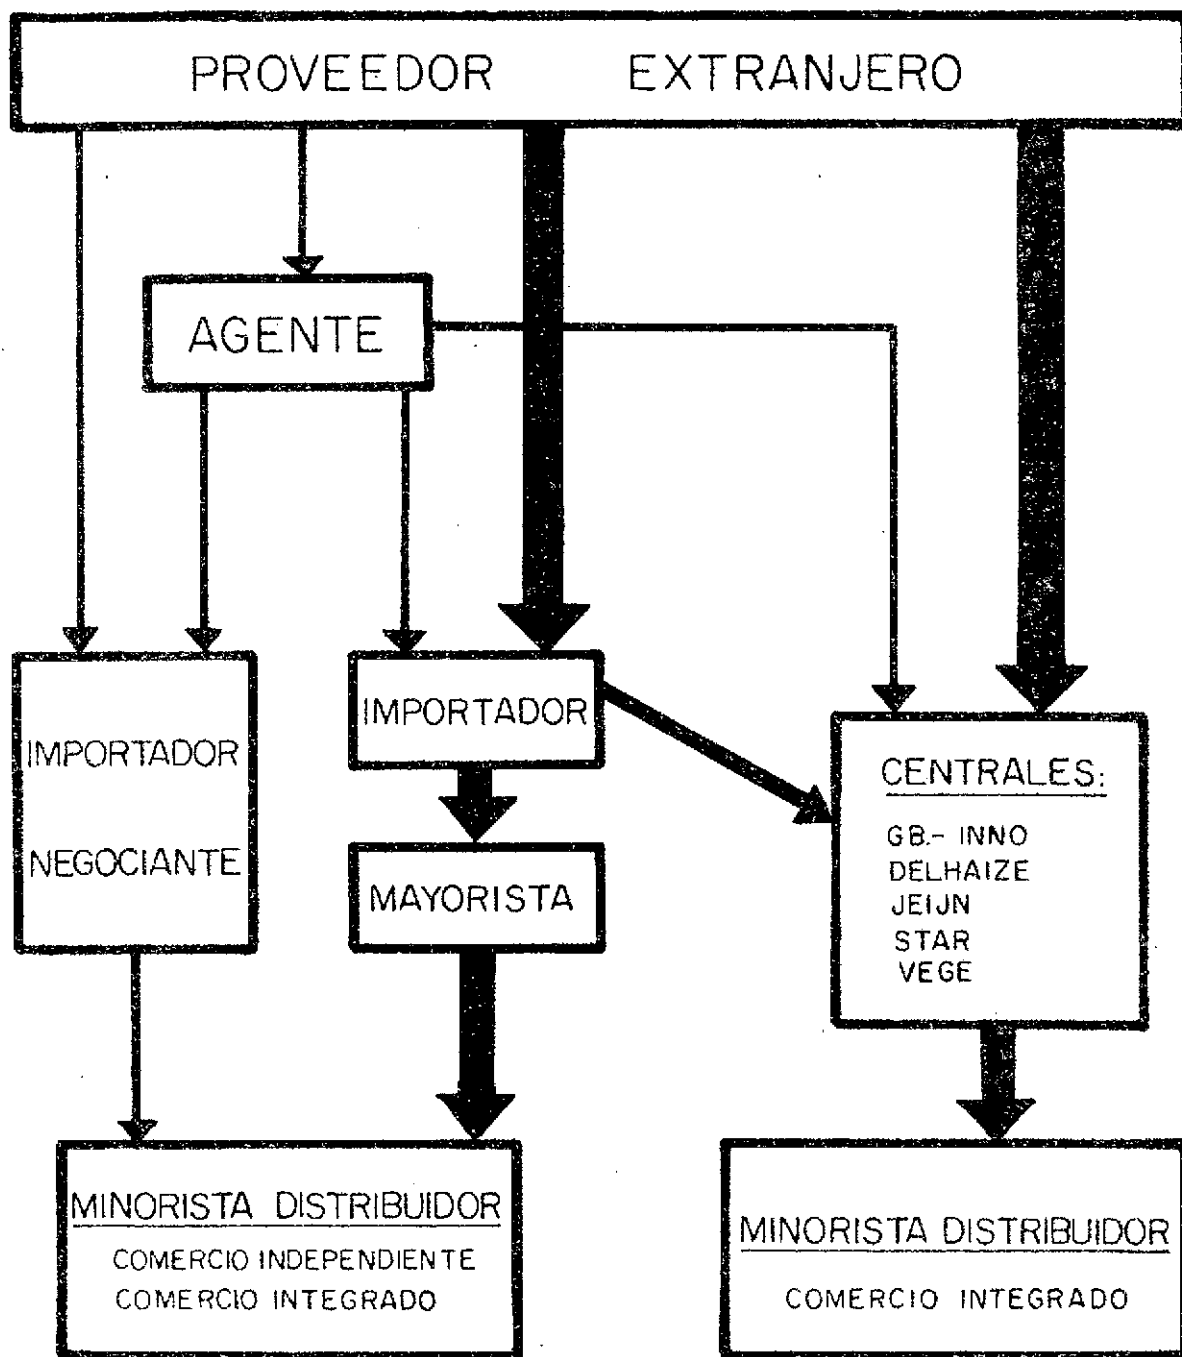 PROVEEDOR EXTRANJERO
AGENTE
IMPORTADOR
NEGOCIANTE
IMPORTADOR
MAYORISTA
CENTRALES:
GB.- INNO
DELHAIZE
JEIJN
STAR
VEGE
MINORISTA DISTRIBUIDOR
COMERCIO INDEPENDIENTE
COMERCIO INTEGRADO
MINORISTA DISTRIBUIDOR
COMERCIO INTEGRADO